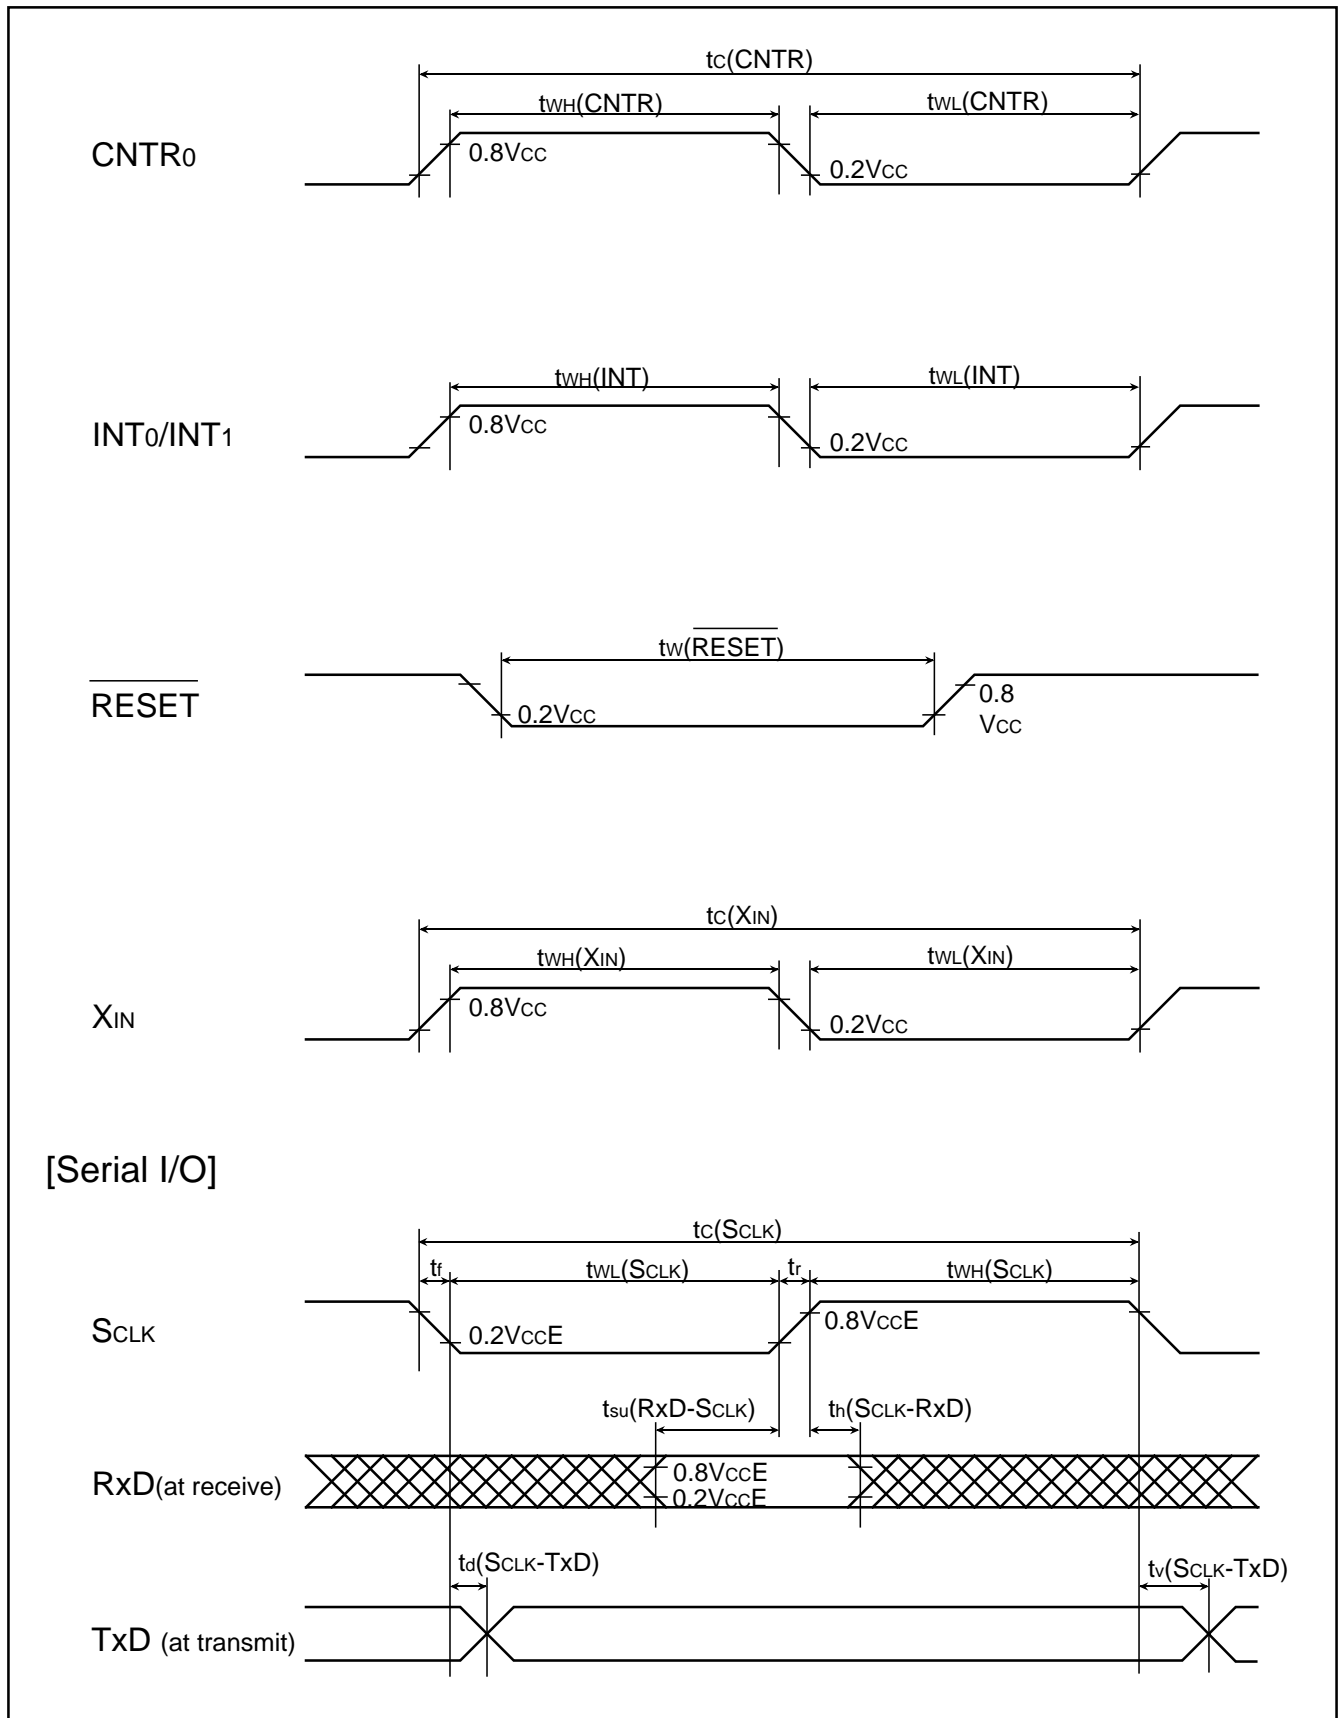 tC(CNTR)
tWH(CNTR)
tWL(CNTR)
CNTR0
0.8VCC
0.2VCC
tWH(INT)
tWL(INT)
INT0/INT1
0.8VCC
0.2VCC
tW(RESET)
RESET
0.2VCC
0.8
VCC
tC(XIN)
tWH(XIN)
tWL(XIN)
XIN
0.8VCC
0.2VCC
[Serial I/O]
tC(SCLK)
tf
tWL(SCLK)
tr
tWH(SCLK)
SCLK
0.2VCCE
0.8VCCE
tsu(RxD-SCLK)
th(SCLK-RxD)
RxD(at receive)
0.8VCCE
0.2VCCE
td(SCLK-TxD)
tv(SCLK-TxD)
TxD (at transmit)